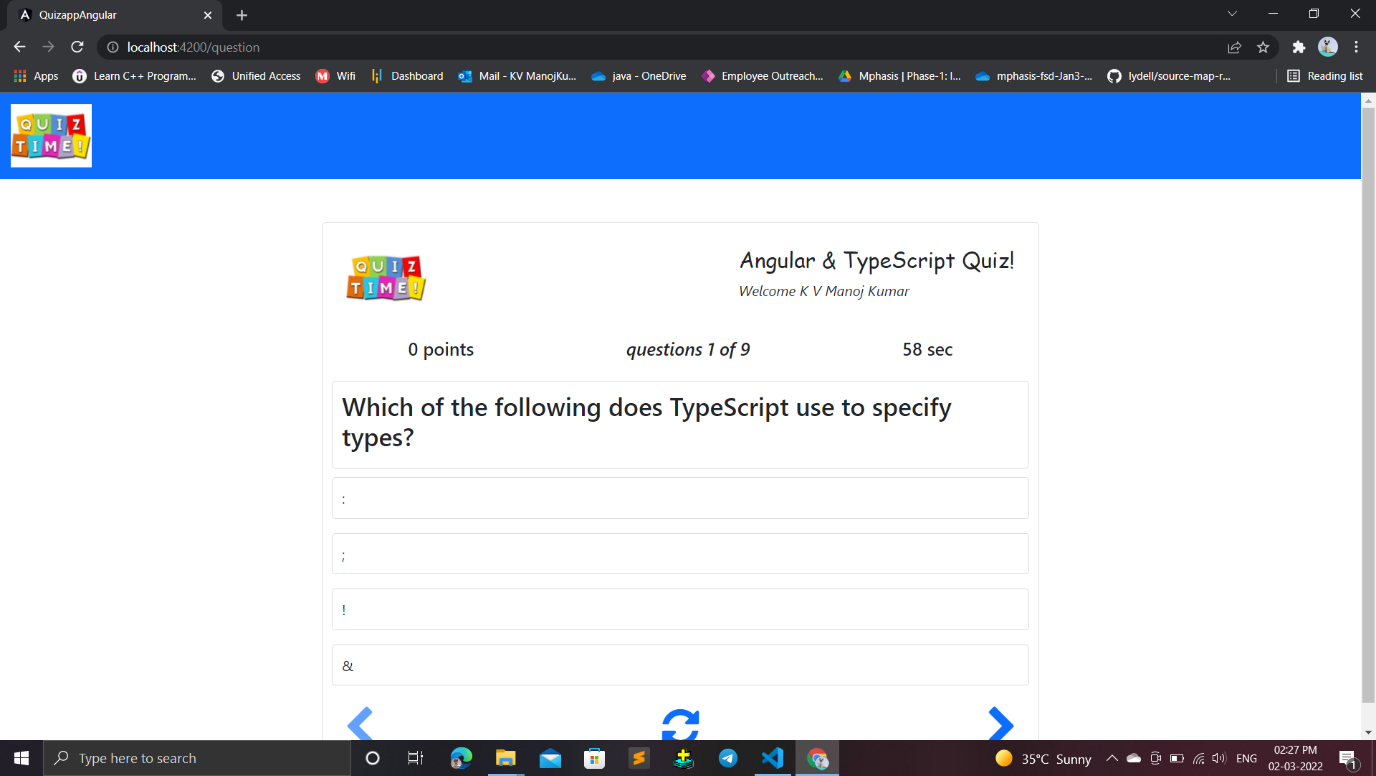 QuizappAngular
localhost:4200/question
Apps
Learn C++ Program...
Unified Access
Wifi
Dashboard
Mail - KV ManojKu...
java - OneDrive
Employee Outreach...
Mphasis | Phase-1: I...
mphasis-fsd-Jan3-...
lydell/source-map-r...
Reading list
QUIZ
TIME!
QUIZ
TIME!
Angular & TypeScript Quiz!
Welcome K V Manoj Kumar
0 points
questions 1 of 9
58 sec
Which of the following does TypeScript use to specify
types?
:
;
!
&
Type here to search
35°C Sunny
ENG
02:27 PM
02-03-2022
1